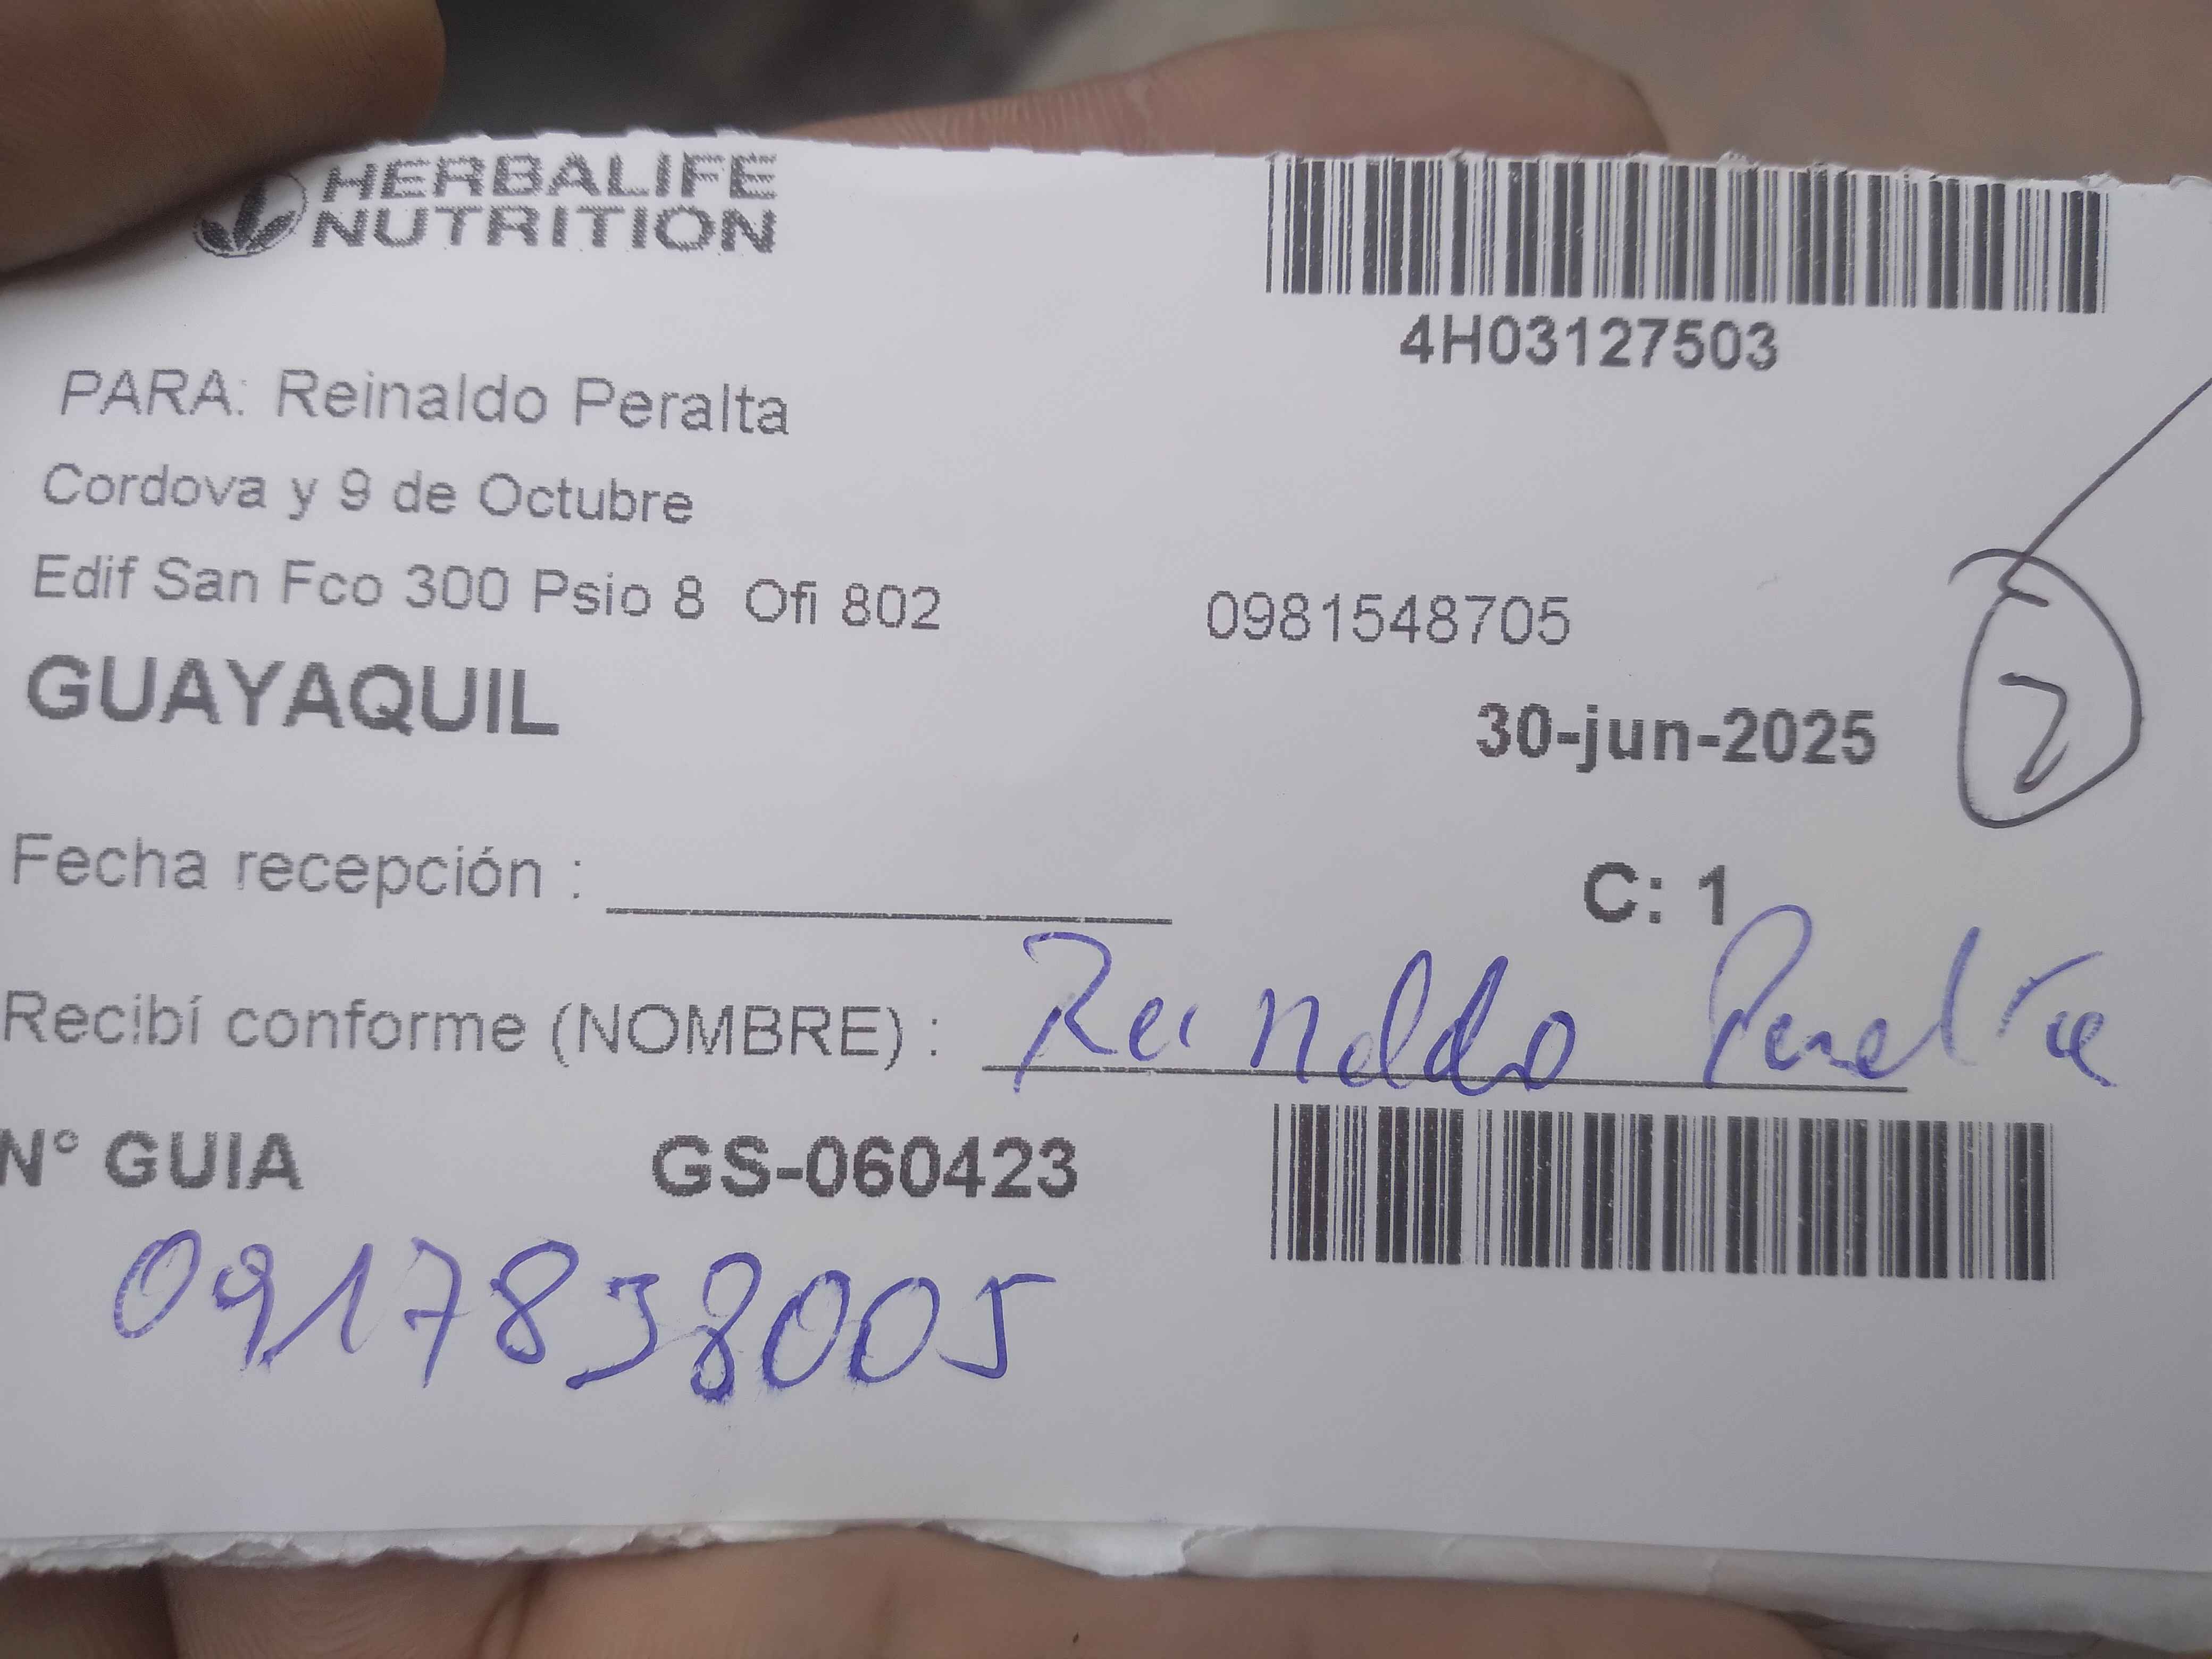 HERBALIFE
NUTRITION
4H03127503
PARA: Reinaldo Peralta
Cordova y 9 de Octubre
Edif San Fco 300 Psio 8 Ofi 802
0981548705
GUAYAQUIL
30-jun-2025
7
Fecha recepción :
C: 1
Recibí conforme (NOMBRE) : Reinaldo Peralta
N° GUIA GS-060423
0917838005